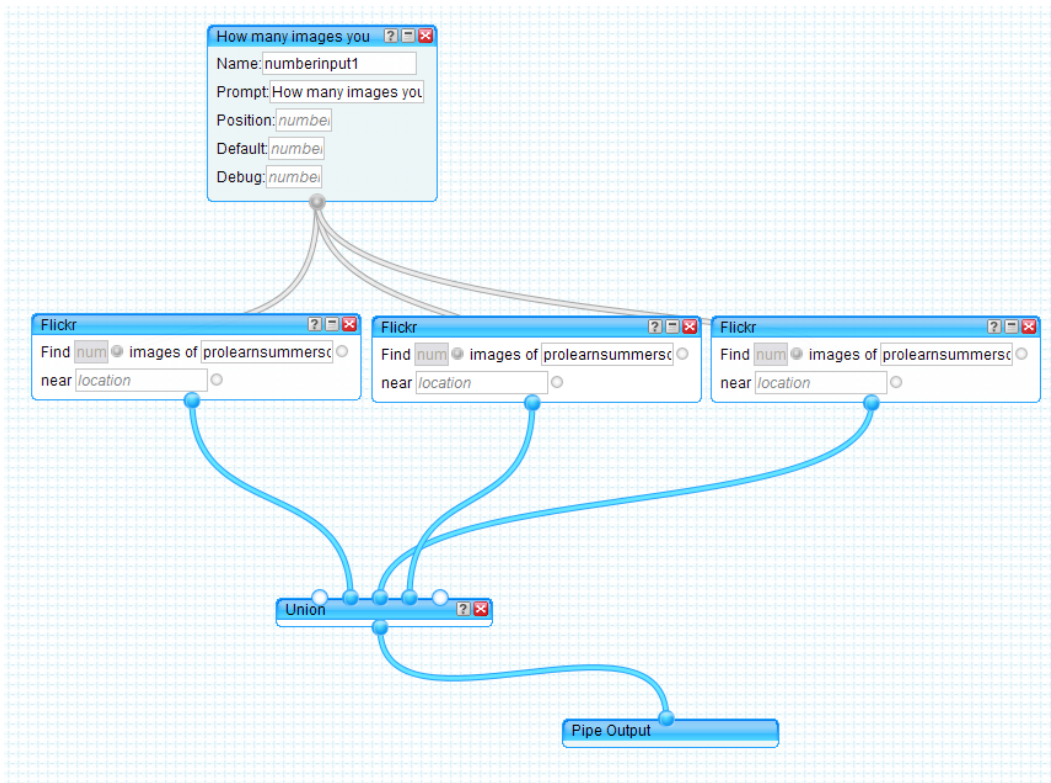 How many images you
Name: numberinput1
Prompt: How many images you
Position: number
Default: number
Debug: number
Flickr
Find num images of prolearnsummersc
near location
Flickr
Find num images of prolearnsummersc
near location
Flickr
Find num images of prolearnsummersc
near location
Union
Pipe Output